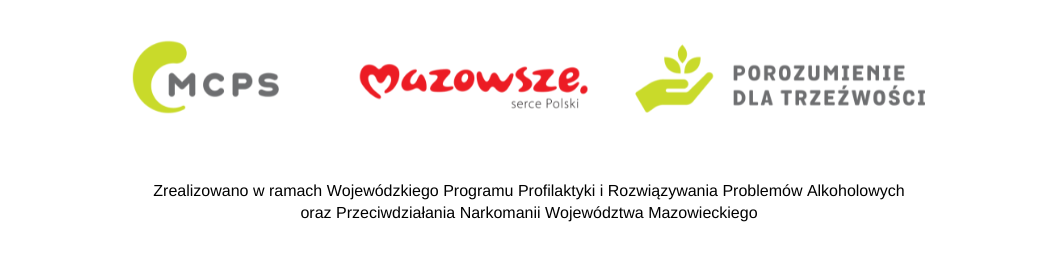 MCPS
mazowsze.
serce Polski
POROZUMIENIE
DLA TRZEŹWOŚCI
Zrealizowano w ramach Wojewódzkiego Programu Profilaktyki i Rozwiązywania Problemów Alkoholowych
oraz Przeciwdziałania Narkomanii Województwa Mazowieckiego